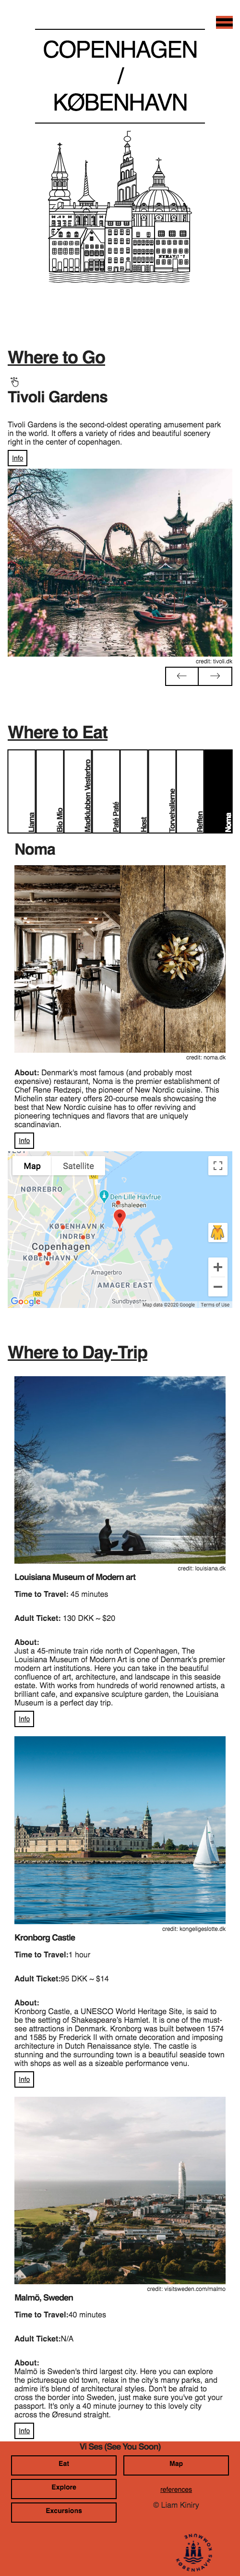 COPENHAGEN
/
KØBENHAVN
Where to Go
Tivoli Gardens
Tivoli Gardens is the second-oldest operating amusement park
in the world. It offers a variety of rides and beautiful scenery
right in the center of copenhagen.
Info
credit: tivoli.dk
Where to Eat
Llama
Bio Mio
Madklubben Vesterbro
Paté Paté
Høst
Torvehallerne
Reffen
Noma
Noma
credit: noma.dk
About: Denmark's most famous (and probably most
expensive) restaurant, Noma is the premier establishment of
Chef Rene Redzepi, the pioneer of New Nordic cuisine. This
Michelin star eatery offers 20-course meals showcasing the
best that New Nordic cuisine has to offer reviving and
pioneering techniques and flavors that are uniquely
scandinavian.
Info
Map
Satellite
NØRREBRO
Den Lille Havfrue
Refshaleøen
KØBENHAVN K
INDRE BY
Copenhagen
KØBENHAVN V
Amagerbro
AMAGER EAST
Sundbyøster
Google
Map data ©2020 Google
Terms of Use
Where to Day-Trip
credit: louisiana.dk
Louisiana Museum of Modern art
Time to Travel: 45 minutes
Adult Ticket: 130 DKK ~ $20
About:
Just a 45-minute train ride north of Copenhagen, The
Louisiana Museum of Modern Art is one of Denmark's premier
modern art institutions. Here you can take in the beautiful
confluence of art, architecture, and landscape in this seaside
estate. With works from hundreds of world renowned artists, a
brilliant cafe, and expansive sculpture garden, the Louisiana
Museum is a perfect day trip.
Info
credit: kongeligeslotte.dk
Kronborg Castle
Time to Travel:1 hour
Adult Ticket:95 DKK ~ $14
About:
Kronborg Castle, a UNESCO World Heritage Site, is said to
be the setting of Shakespeare's Hamlet. It is one of the must-
see attractions in Denmark. Kronborg was built between 1574
and 1585 by Frederick II with ornate decoration and imposing
architecture in Dutch Renaissance style. The castle is
stunning and the surrounding town is a beautiful seaside town
with shops as well as a sizeable performance venu.
Info
credit: visitsweden.com/malmo
Malmö, Sweden
Time to Travel:40 minutes
Adult Ticket:N/A
About:
Malmö is Sweden's third largest city. Here you can explore
the picturesque old town, relax in the city's many parks, and
admire it's blend of architectural styles. Don't be afraid to
cross the border into Sweden, just make sure you've got your
passport. It's only a 40 minute journey to this lovely city
across the Øresund straight.
Info
Vi Ses (See You Soon)
Eat
Map
Explore
references
Excursions
© Liam Kiniry
KØBENHAVNS KOMMUNE